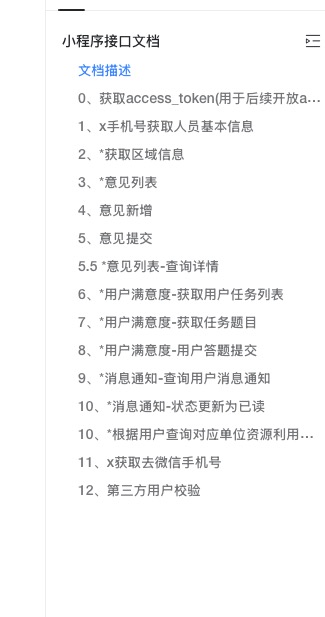 小程序接口文档
文档描述
0、获取access_token(用于后续开放a...
1、x手机号获取人员基本信息
2、*获取区域信息
3、*意见列表
4、意见新增
5、意见提交
5.5 *意见列表-查询详情
6、*用户满意度-获取用户任务列表
7、*用户满意度-获取任务题目
8、*用户满意度-用户答题提交
9、*消息通知-查询用户消息通知
10、*消息通知-状态更新为已读
10、*根据用户查询对应单位资源利用...
11、x获取去微信手机号
12、第三方用户校验